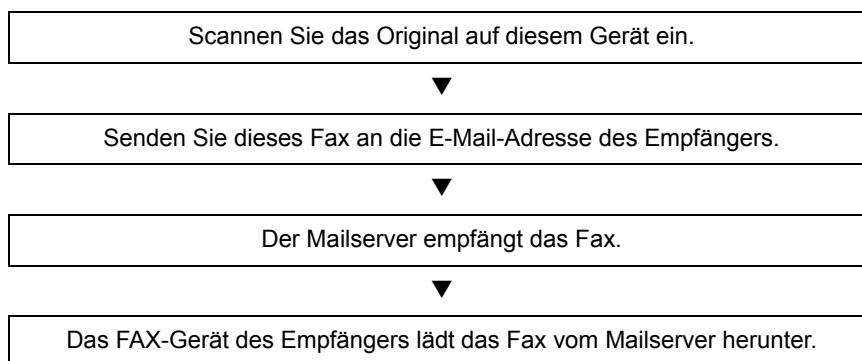 Scannen Sie das Original auf diesem Gerät ein.
▼
Senden Sie dieses Fax an die E-Mail-Adresse des Empfängers.
▼
Der Mailserver empfängt das Fax.
▼
Das FAX-Gerät des Empfängers lädt das Fax vom Mailserver herunter.